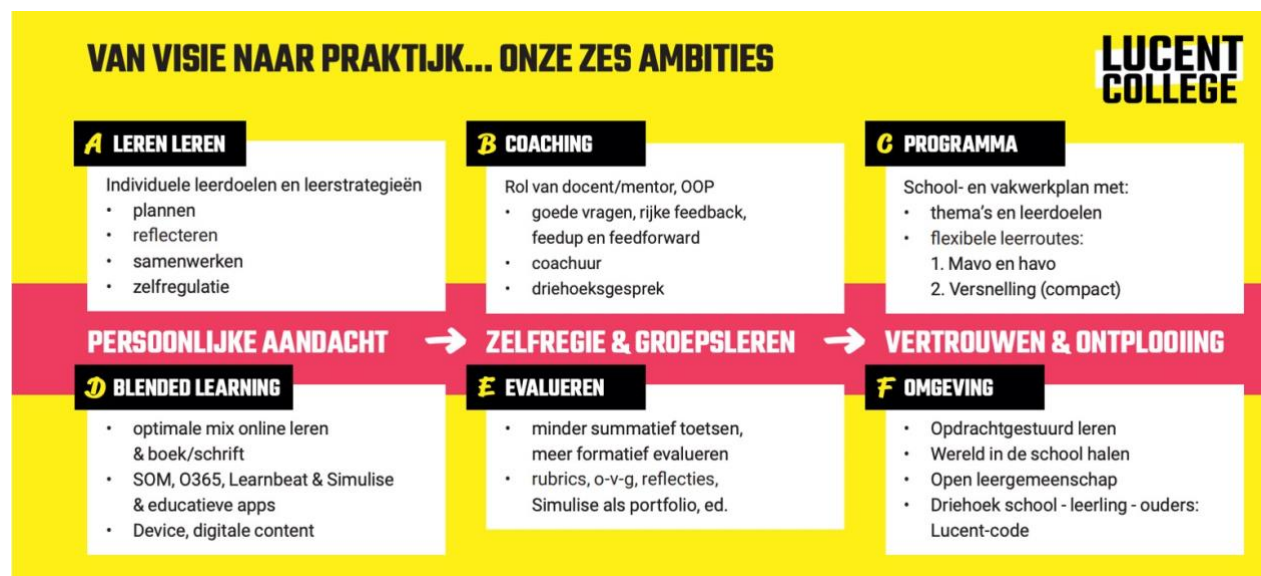 VAN VISIE NAAR PRAKTIJK... ONZE ZES AMBITIES
LUCENT
COLLEGE
A LEREN LEREN
Individuele leerdoelen en leerstrategieën
• plannen
• reflecteren
• samenwerken
• zelfregulatie
B COACHING
Rol van docent/mentor, OOP
• goede vragen, rijke feedback,
feedup en feedforward
• coachuur
• driehoeksgesprek
C PROGRAMMA
School- en vakwerkplan met:
• thema's en leerdoelen
• flexibele leerroutes:
1. Mavo en havo
2. Versnelling (compact)
PERSOONLIJKE AANDACHT → ZELFREGIE & GROEPSLEREN → VERTROUWEN & ONTPLOOIING
D BLENDED LEARNING
• optimale mix online leren
& boek/schrift
• SOM, O365, Learnbeat & Simulise
& educatieve apps
• Device, digitale content
E EVALUEREN
• minder summatief toetsen,
meer formatief evalueren
• rubrics, o-v-g, reflecties,
Simulise als portfolio, ed.
F OMGEVING
• Opdrachtgestuurd leren
• Wereld in de school halen
• Open leergemeenschap
• Driehoek school - leerling - ouders:
Lucent-code